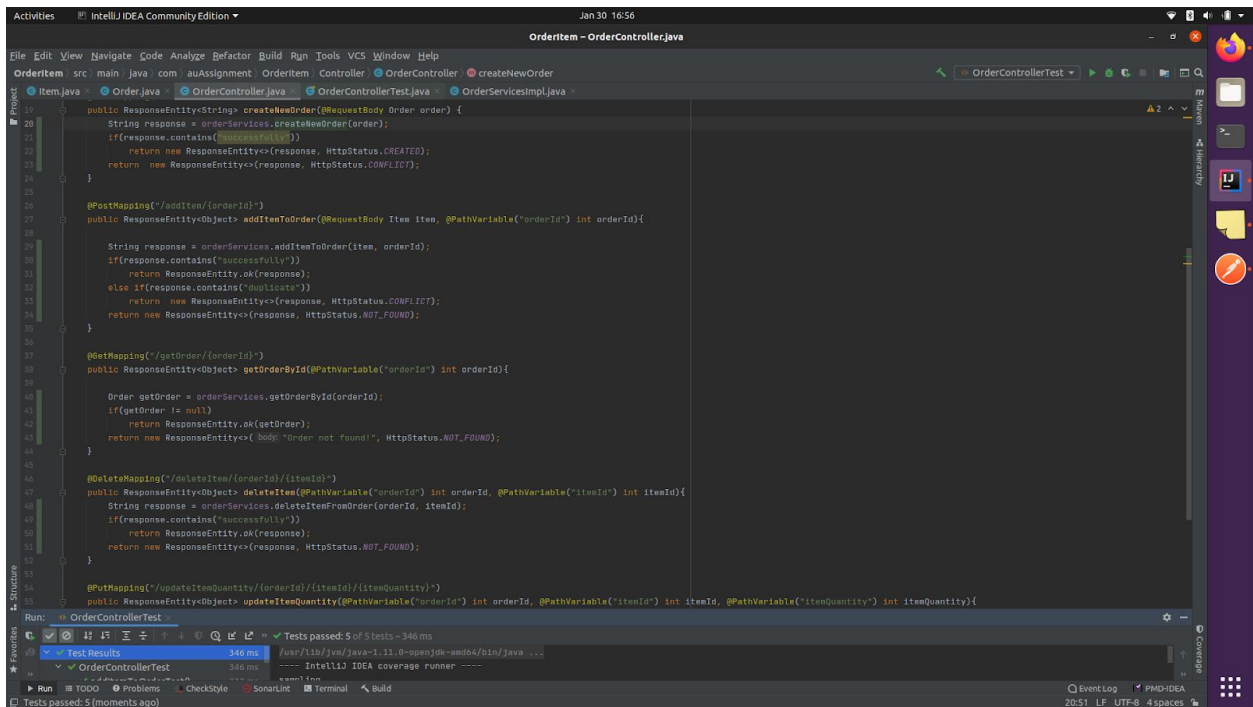 Activities IntelliJ IDEA Community Edition Jan 30 16:56
OrderItem – OrderController.java
File Edit View Navigate Code Analyze Refactor Build Run Tools VCS Window Help
OrderItem src main java com auAssignment OrderItem Controller OrderController createNewOrder OrderControllerTest
Item.java Order.java OrderController.java OrderControllerTest.java OrderServicesImpl.java
19 public ResponseEntity<String> createNewOrder(@RequestBody Order order) {
20 String response = orderServices.createNewOrder(order);
21 if(response.contains("successfully"))
22 return new ResponseEntity<>(response, HttpStatus.CREATED);
23 return new ResponseEntity<>(response, HttpStatus.CONFLICT);
24 }
25
26 @PostMapping("/addItem/{orderId}")
27 public ResponseEntity<Object> addItemToOrder(@RequestBody Item item, @PathVariable("orderId") int orderId){
28
29 String response = orderServices.addItemToOrder(item, orderId);
30 if(response.contains("successfully"))
31 return ResponseEntity.ok(response);
32 else if(response.contains("duplicate"))
33 return new ResponseEntity<>(response, HttpStatus.CONFLICT);
34 return new ResponseEntity<>(response, HttpStatus.NOT_FOUND);
35 }
36
37 @GetMapping("/getOrder/{orderId}")
38 public ResponseEntity<Object> getOrderById(@PathVariable("orderId") int orderId){
39
40 Order getOrder = orderServices.getOrderById(orderId);
41 if(getOrder != null)
42 return ResponseEntity.ok(getOrder);
43 return new ResponseEntity<>( body: "Order not found!", HttpStatus.NOT_FOUND);
44 }
45
46 @DeleteMapping("/deleteItem/{orderId}/{itemId}")
47 public ResponseEntity<Object> deleteItem(@PathVariable("orderId") int orderId, @PathVariable("itemId") int itemId){
48 String response = orderServices.deleteItemFromOrder(orderId, itemId);
49 if(response.contains("successfully"))
50 return ResponseEntity.ok(response);
51 return new ResponseEntity<>(response, HttpStatus.NOT_FOUND);
52 }
53
54 @PutMapping("/updateItemQuantity/{orderId}/{itemId}/{itemQuantity}")
55 public ResponseEntity<Object> updateItemQuantity(@PathVariable("orderId") int orderId, @PathVariable("itemId") int itemId, @PathVariable("itemQuantity") int itemQuantity){
2
Project
Structure
Favorites
Maven
Hierarchy
Coverage
Run: OrderControllerTest
Tests passed: 5 of 5 tests – 346 ms
Test Results 346 ms /usr/lib/jvm/java-1.11.0-openjdk-amd64/bin/java ...
OrderControllerTest 346 ms ---- IntelliJ IDEA coverage runner ----
sampling
Run TODO Problems CheckStyle SonarLint Terminal Build Event Log PMD-IDEA
Tests passed: 5 (moments ago) 20:51 LF UTF-8 4 spaces